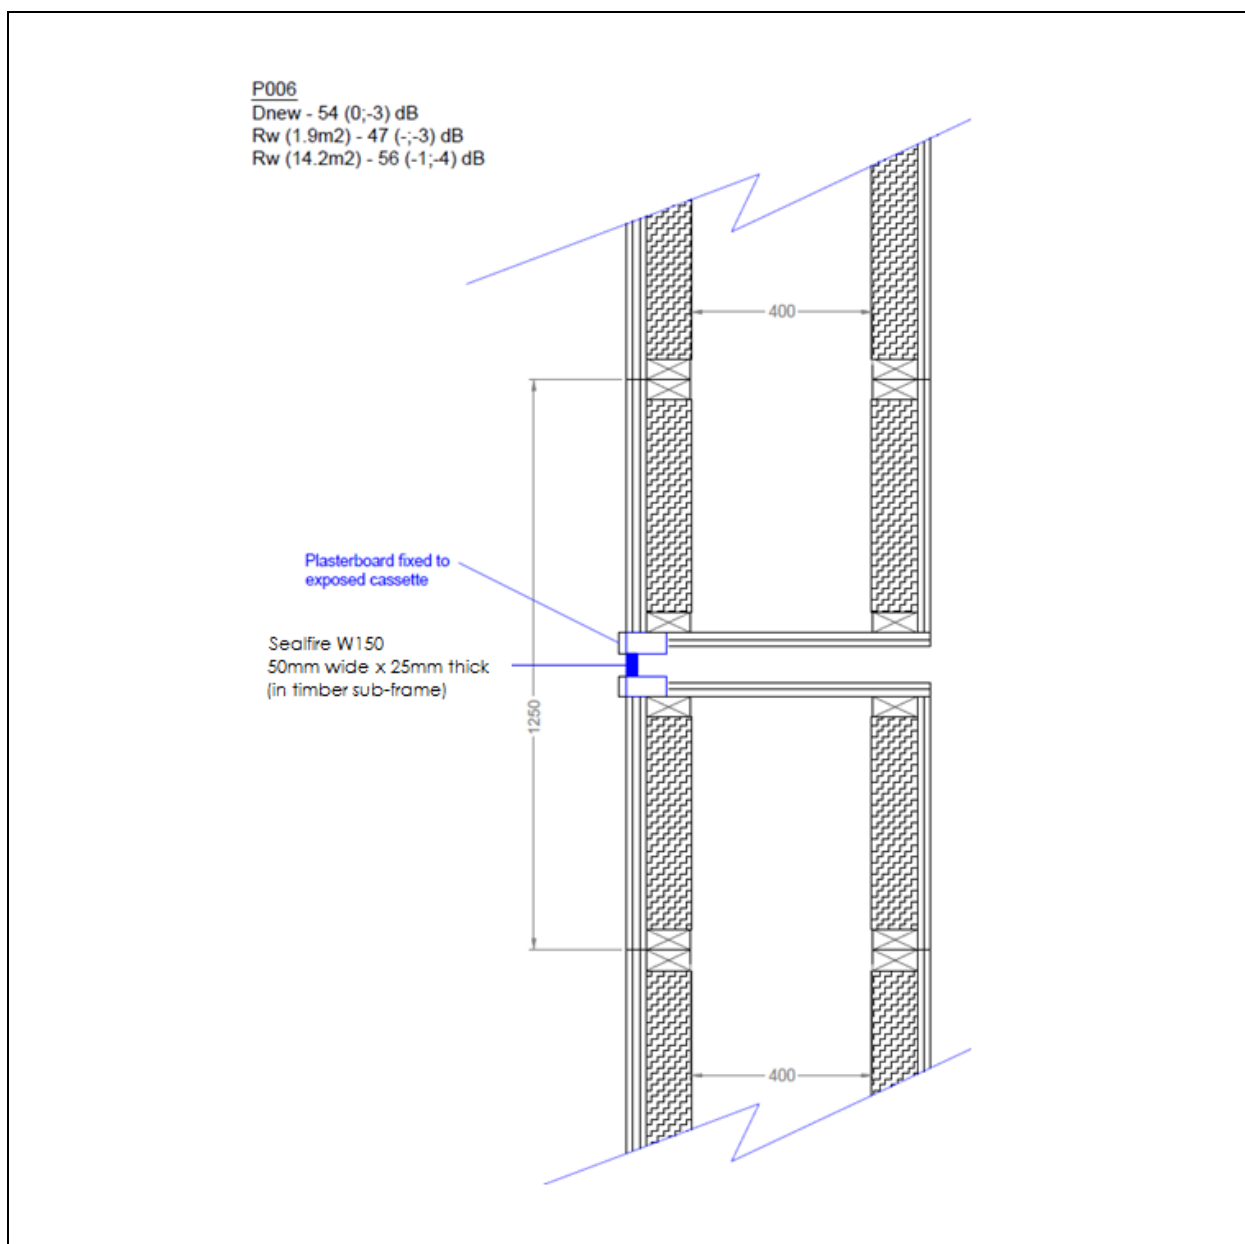 P006
Dnew - 54 (0;-3) dB
Rw (1.9m2) - 47 (-;-3) dB
Rw (14.2m2) - 56 (-1;-4) dB
400
Plasterboard fixed to
exposed cassette
Sealfire W150
50mm wide x 25mm thick
(in timber sub-frame)
1250
400